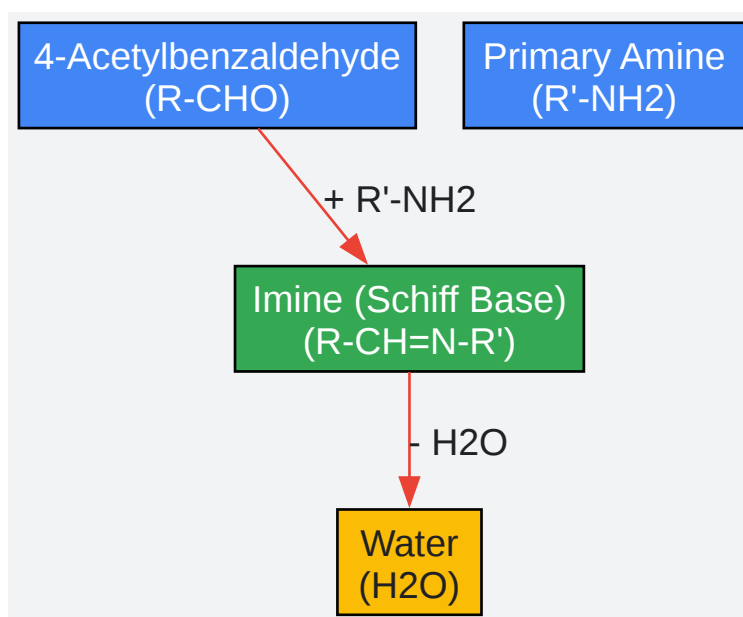 4-Acetylbenzaldehyde
(R-CHO)
Primary Amine
(R'-NH2)
+ R'-NH2
Imine (Schiff Base)
(R-CH=N-R')
- H2O
Water
(H2O)